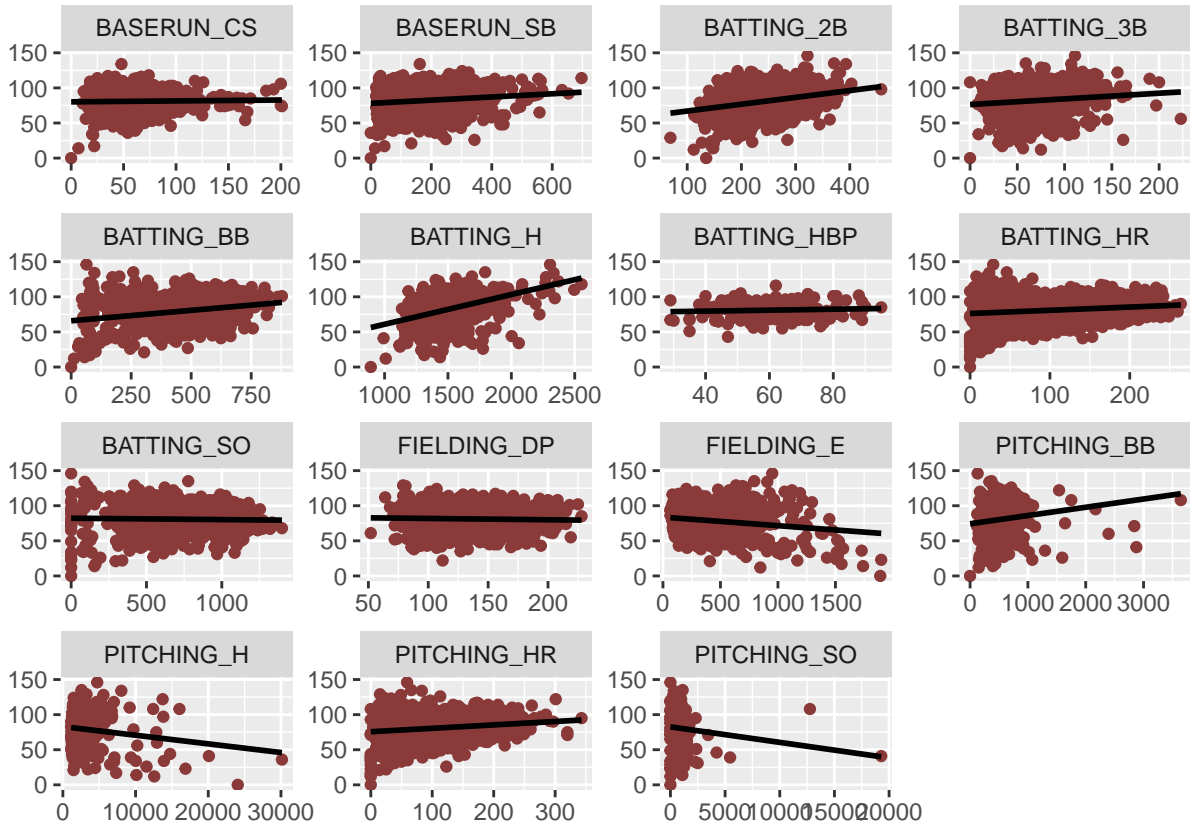 BASERUN_CS BASERUN_SB BATTING_2B BATTING_3B
150 150 150 150
100 100 100 100
50 50 50 50
0 0 0 0
0 50 100 150 200 0 200 400 600 100 200 300 400 0 50 100 150 200
BATTING_BB BATTING_H BATTING_HBP BATTING_HR
150 150 150 150
100 100 100 100
50 50 50 50
0 0 0 0
0 250 500 750 1000 1500 2000 2500 40 60 80 0 100 200
BATTING_SO FIELDING_DP FIELDING_E PITCHING_BB
150 150 150 150
100 100 100 100
50 50 50 50
0 0 0 0
0 500 1000 50 100 150 200 0 500 1000 1500 0 1000 2000 3000
PITCHING_H PITCHING_HR PITCHING_SO
150 150 150
100 100 100
50 50 50
0 0 0
0 10000 20000 30000 0 100 200 300 0 5000 10000 15000 20000